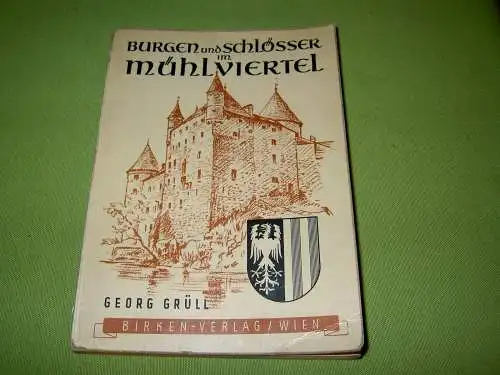 BURGEN und SCHLÖSSER
im
MÜHLVIERTEL
GEORG GRÜLL
BIRKEN-VERLAG / WIEN